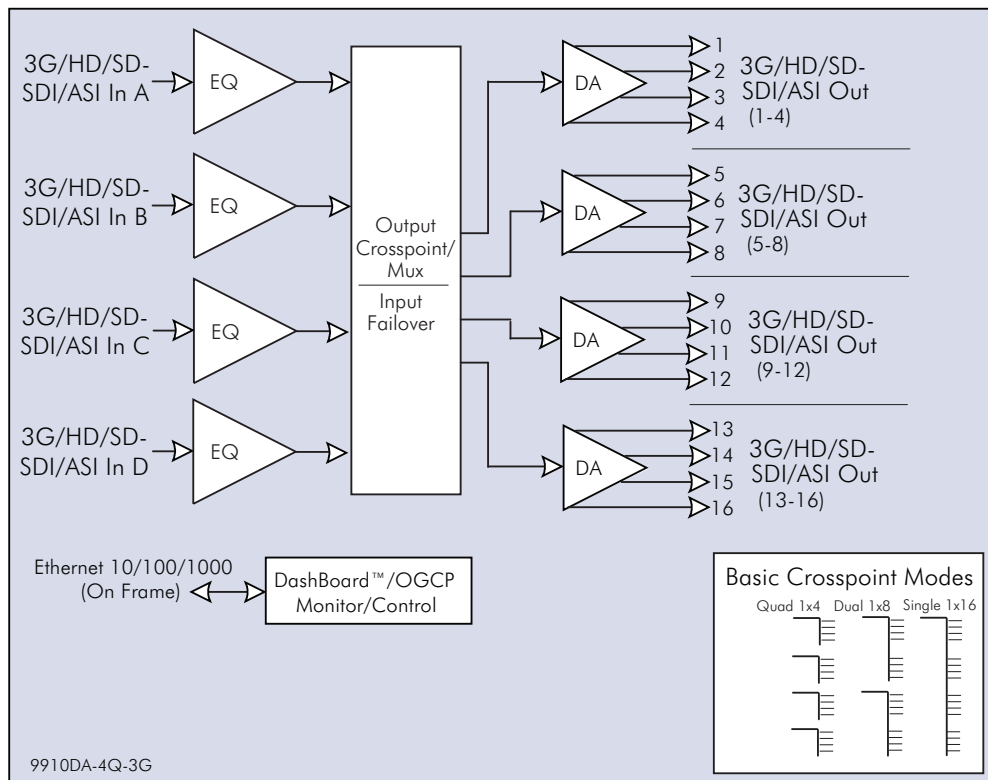 3G/HD/SD-
SDI/ASI In A
EQ
3G/HD/SD-
SDI/ASI In B
EQ
3G/HD/SD-
SDI/ASI In C
EQ
3G/HD/SD-
SDI/ASI In D
EQ
Output
Crosspoint/
Mux
Input
Failover
DA
1
2
3
4
3G/HD/SD-
SDI/ASI Out
(1-4)
DA
5
6
7
8
3G/HD/SD-
SDI/ASI Out
(5-8)
DA
9
10
11
12
3G/HD/SD-
SDI/ASI Out
(9-12)
DA
13
14
15
16
3G/HD/SD-
SDI/ASI Out
(13-16)
Ethernet 10/100/1000
(On Frame)
DashBoard™/OGCP
Monitor/Control
Basic Crosspoint Modes
Quad 1x4 Dual 1x8 Single 1x16
9910DA-4Q-3G